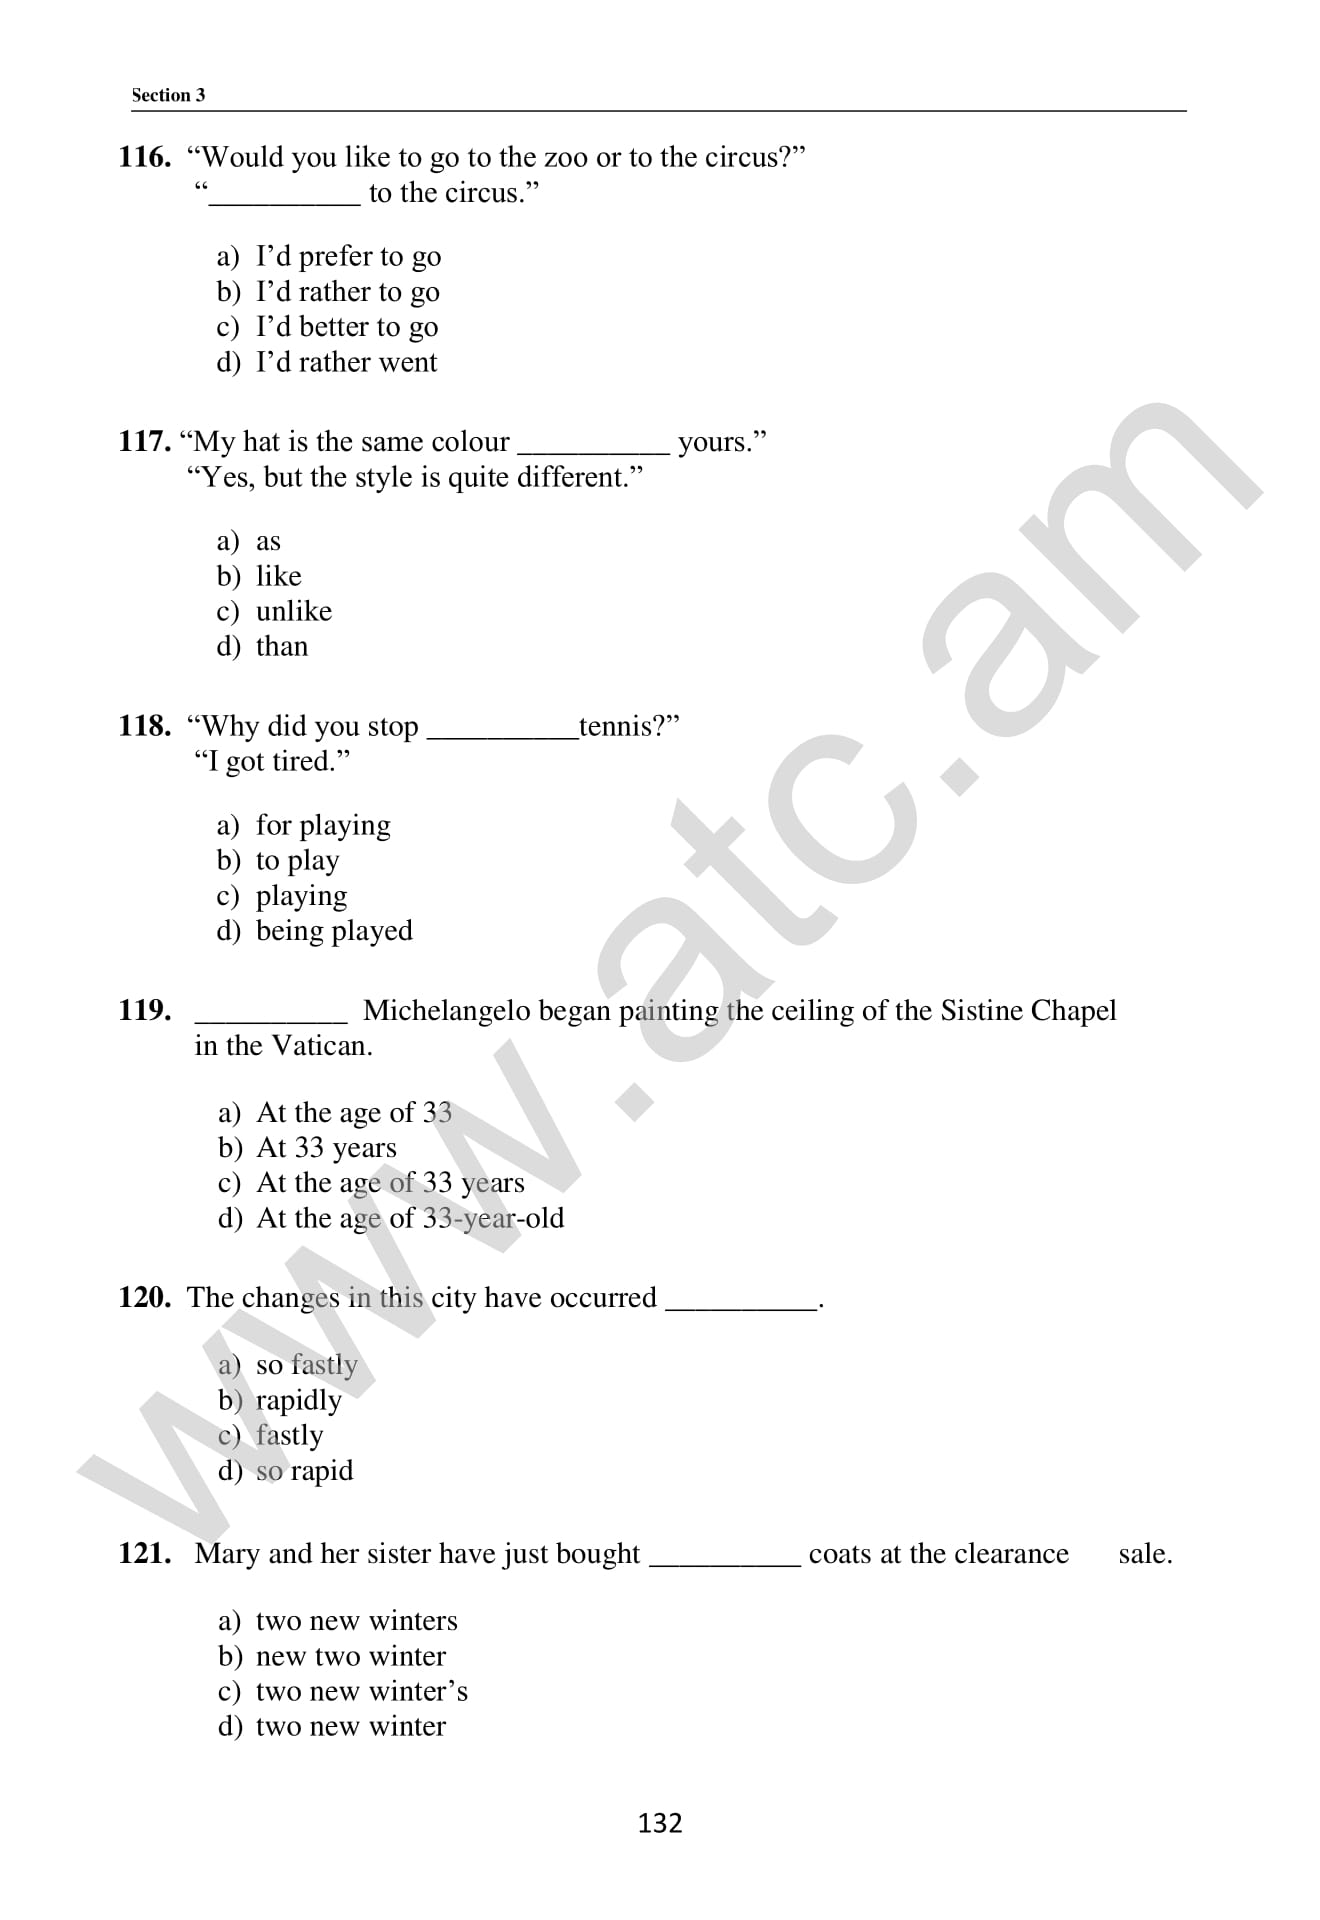 Section 3
116. “Would you like to go to the zoo or to the circus?”
“__________ to the circus.”
a) I’d prefer to go
b) I’d rather to go
c) I’d better to go
d) I’d rather went
117. “My hat is the same colour __________ yours.”
“Yes, but the style is quite different.”
a) as
b) like
c) unlike
d) than
118. “Why did you stop __________tennis?”
“I got tired.”
a) for playing
b) to play
c) playing
d) being played
119. __________ Michelangelo began painting the ceiling of the Sistine Chapel
in the Vatican.
a) At the age of 33
b) At 33 years
c) At the age of 33 years
d) At the age of 33-year-old
120. The changes in this city have occurred __________.
a) so fastly
b) rapidly
c) fastly
d) so rapid
121. Mary and her sister have just bought __________ coats at the clearance sale.
a) two new winters
b) new two winter
c) two new winter’s
d) two new winter
132
www.atc.am